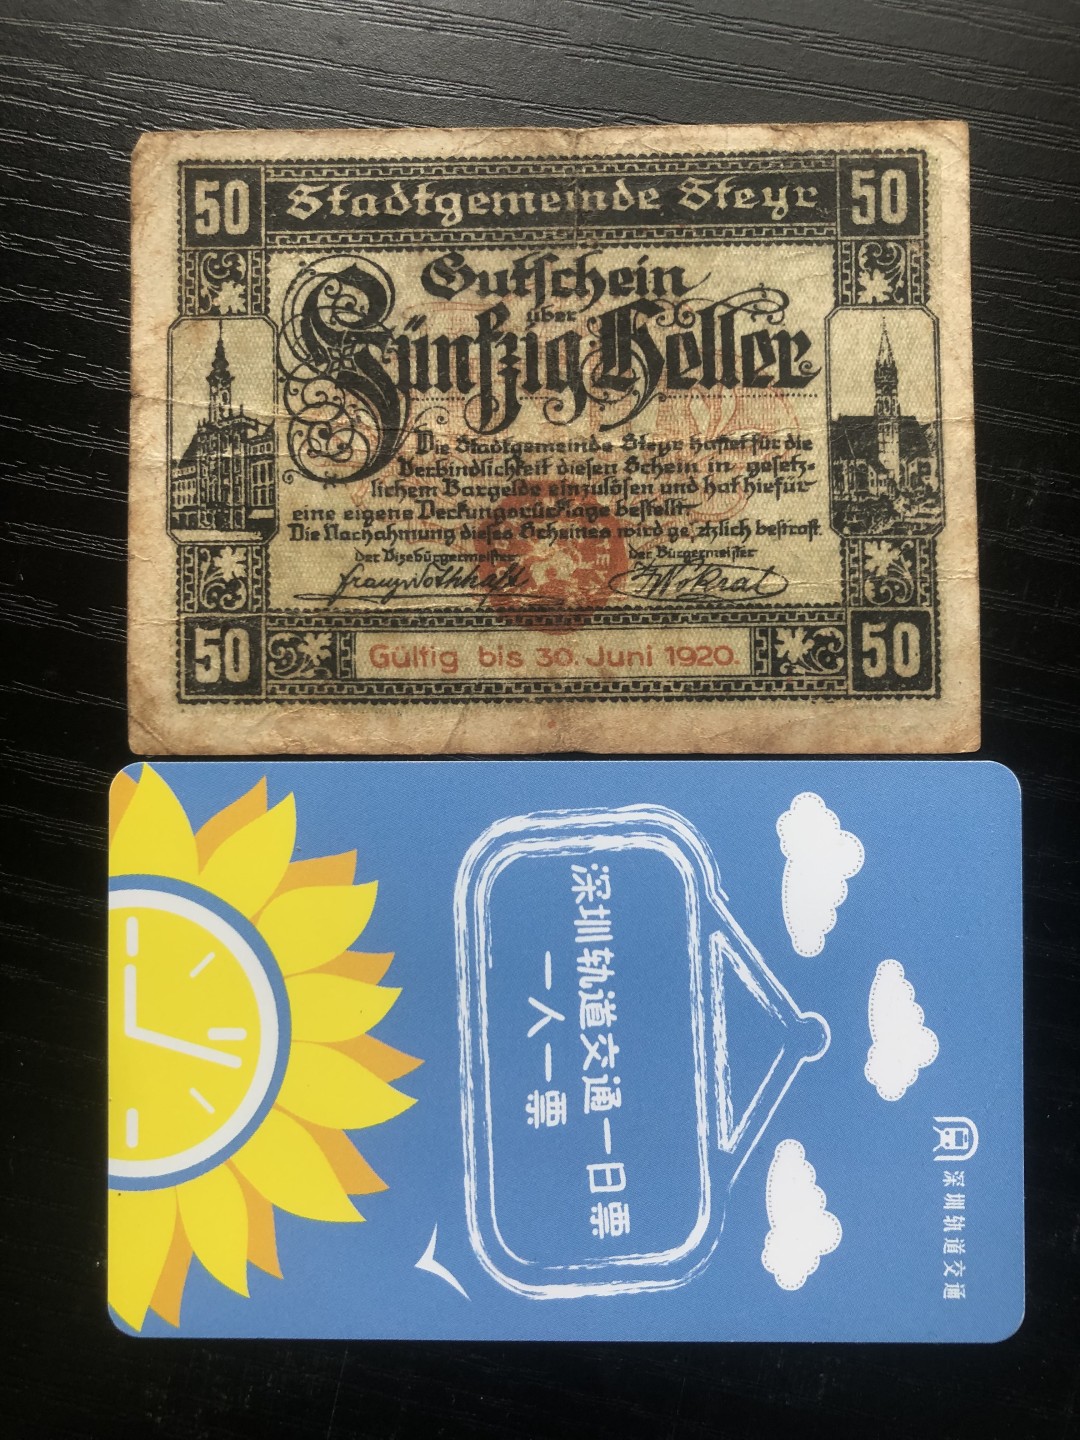 50
Stadtgemeinde Steyr
50
Gutschein
über
Fünfzig Heller
Die Stadtgemeinde Steyr haftet für die
Verbindlichkeit diesen Schein in gesetz-
lichem Bargelde einzulösen und hat hiefür
eine eigene Deckungsrücklage bestellt.
Die Nachahmung dieses Scheines wird gesetzlich bestraft.
der Vizebürgermeister
der Bürgermeister
50
Gültig bis 30. Juni 1920.
50
深圳轨道交通一日票
一人一票
深圳轨道交通